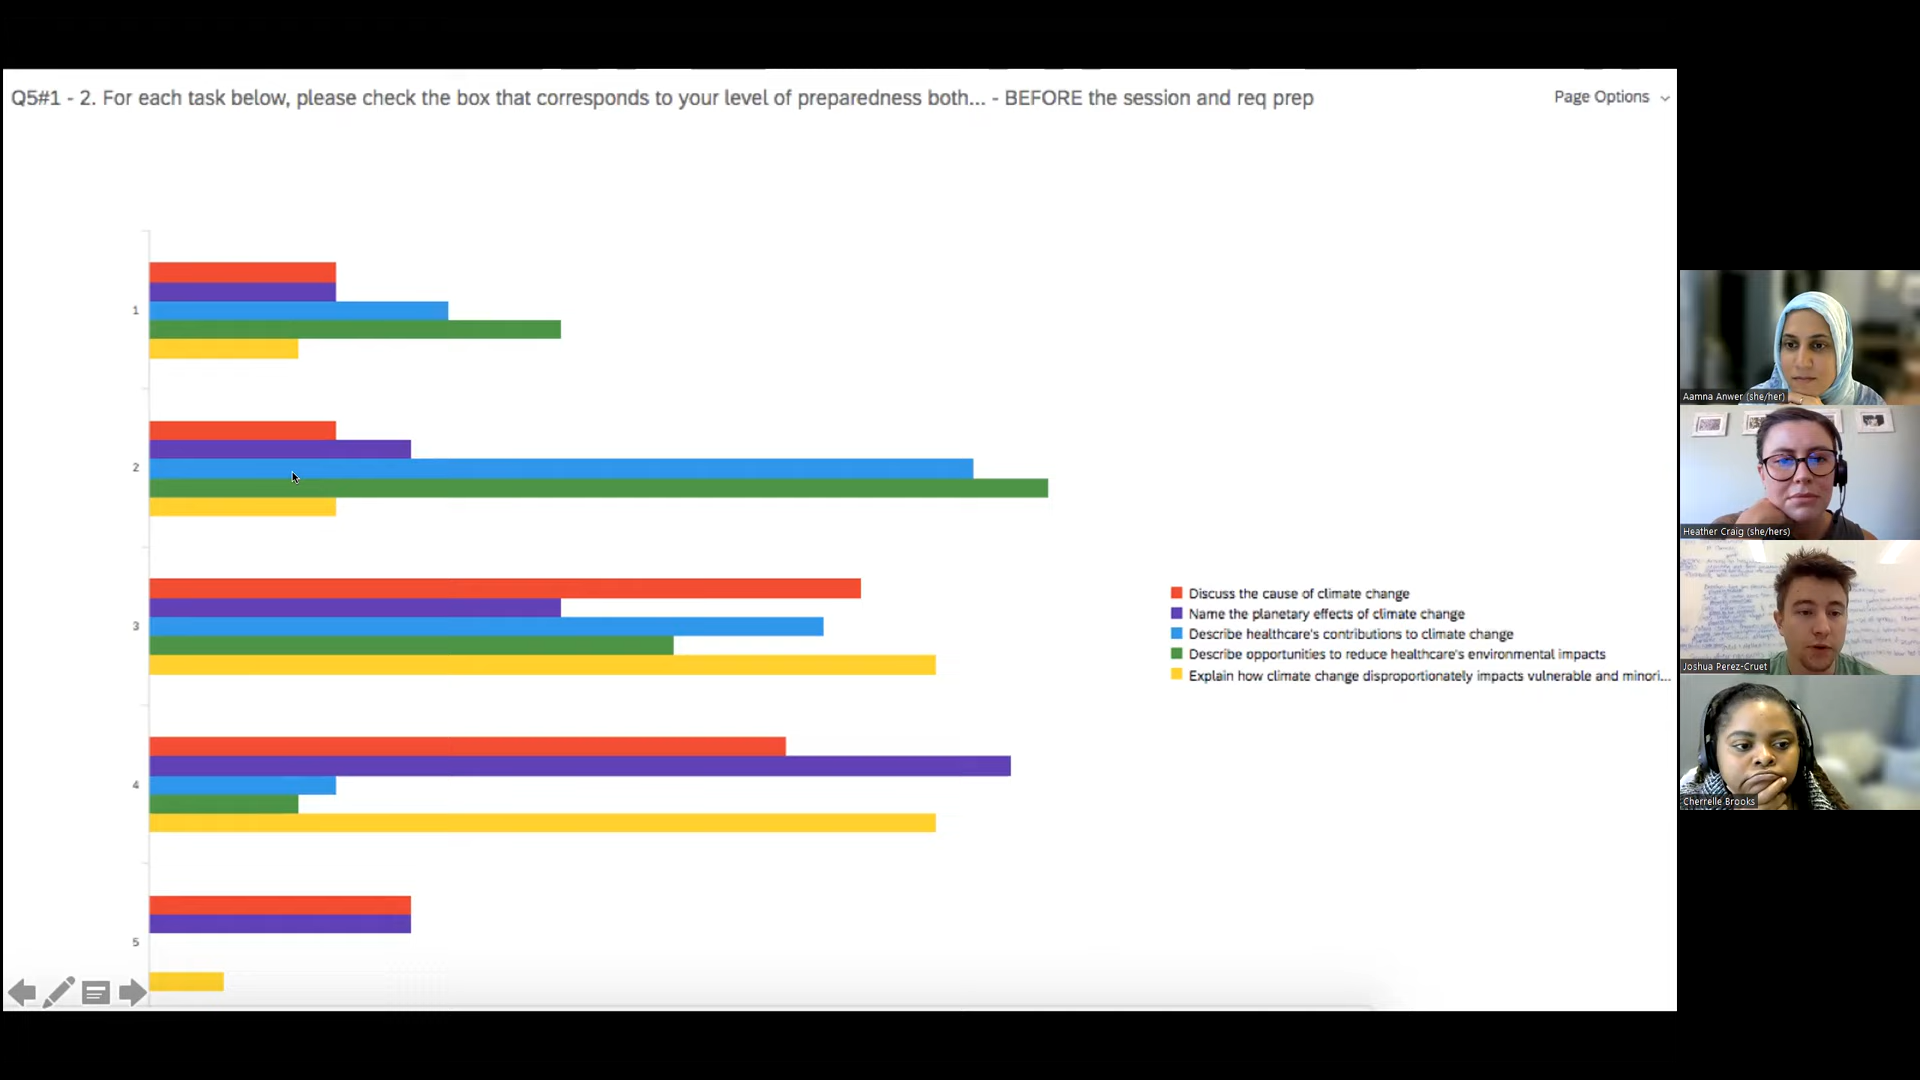 Q5#1 - 2. For each task below, please check the box that corresponds to your level of preparedness both... - BEFORE the session and req prep
Page Options
1
2
3
4
5
Discuss the cause of climate change
Name the planetary effects of climate change
Describe healthcare's contributions to climate change
Describe opportunities to reduce healthcare's environmental impacts
Explain how climate change disproportionately impacts vulnerable and minori...
Aamna Anwer (she/her)
Heather Craig (she/hers)
Joshua Perez-Cruet
Cherrelle Brooks